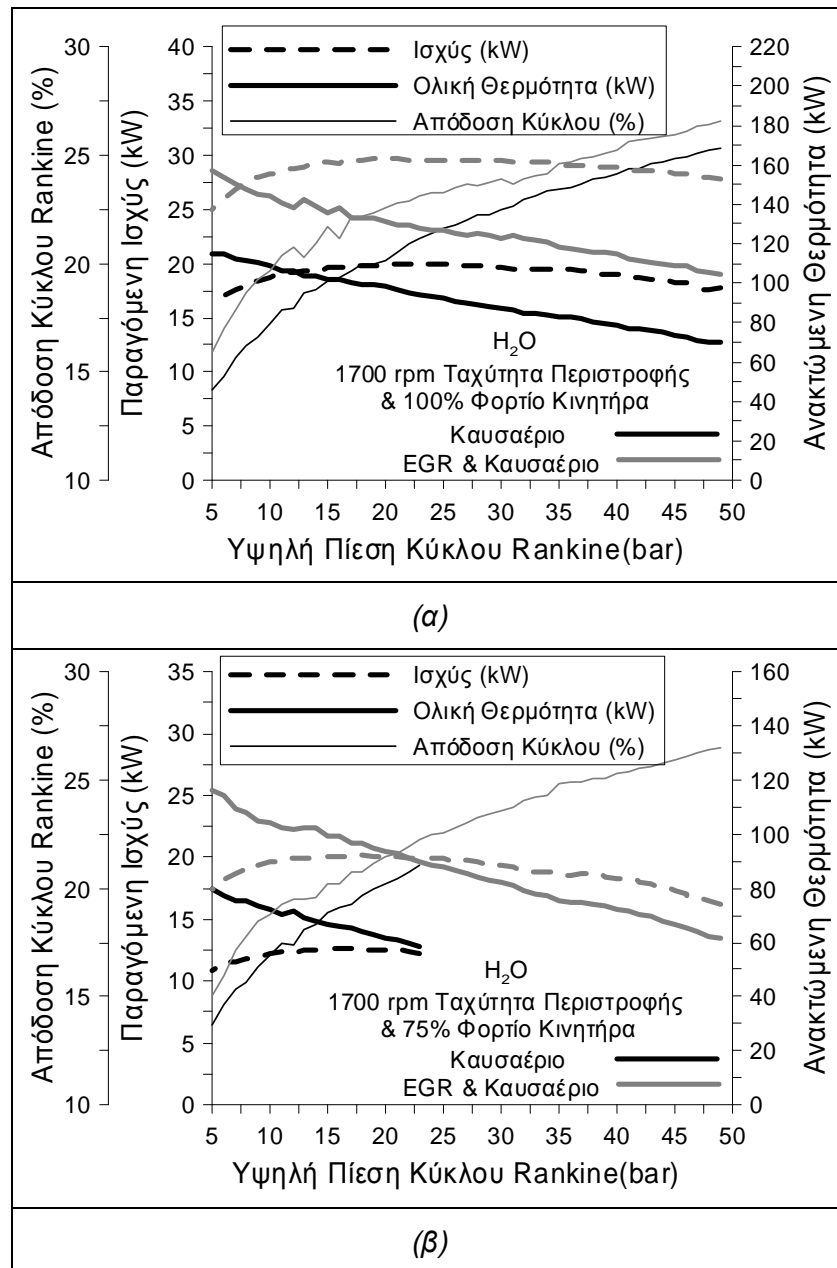 Απόδοση Κύκλου Rankine (%)
30
25
20
15
10
Παραγόμενη Ισχύς (kW)
40
35
30
25
20
15
10
5
0
Ισχύς (kW)
Ολική Θερμότητα (kW)
Απόδοση Κύκλου (%)
H2O
1700 rpm Ταχύτητα Περιστροφής
& 100% Φορτίο Κινητήρα
Καυσαέριο
EGR & Καυσαέριο
220
200
180
160
140
120
100
80
60
40
20
0
Ανακτώμενη Θερμότητα (kW)
5 10 15 20 25 30 35 40 45 50
Υψηλή Πίεση Κύκλου Rankine(bar)
(α)
Απόδοση Κύκλου Rankine (%)
30
25
20
15
10
Παραγόμενη Ισχύς (kW)
35
30
25
20
15
10
5
0
Ισχύς (kW)
Ολική Θερμότητα (kW)
Απόδοση Κύκλου (%)
H2O
1700 rpm Ταχύτητα Περιστροφής
& 75% Φορτίο Κινητήρα
Καυσαέριο
EGR & Καυσαέριο
160
140
120
100
80
60
40
20
0
Ανακτώμενη Θερμότητα (kW)
5 10 15 20 25 30 35 40 45 50
Υψηλή Πίεση Κύκλου Rankine(bar)
(β)